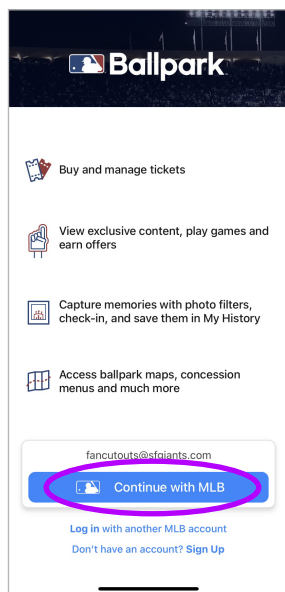 Ballpark
Buy and manage tickets
View exclusive content, play games and
earn offers
Capture memories with photo filters,
check-in, and save them in My History
Access ballpark maps, concession
menus and much more
fancutouts@sfgiants.com
Continue with MLB
Log in with another MLB account
Don't have an account? Sign Up